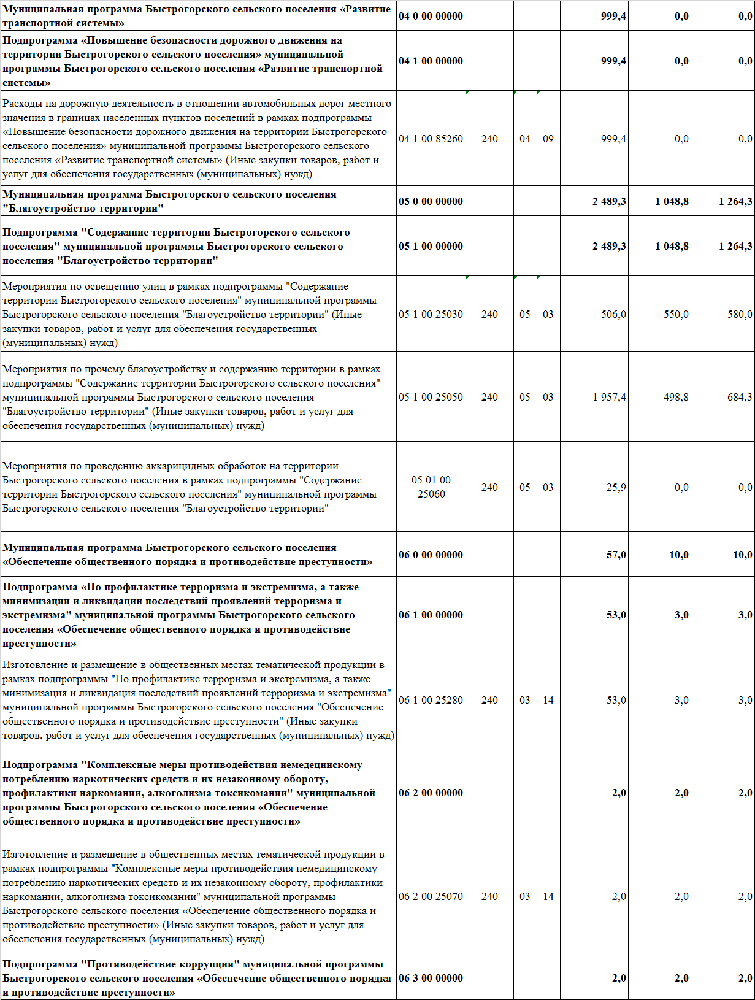 Муниципальная программа Быстрогорского сельского поселения «Развитие
транспортной системы»
04 0 00 00000
999,4
0,0
0,0
Подпрограмма «Повышение безопасности дорожного движения на
территории Быстрогорского сельского поселения» муниципальной
программы Быстрогорского сельского поселения «Развитие транспортной
системы»
04 1 00 00000
999,4
0,0
0,0
Расходы на дорожную деятельность в отношении автомобильных дорог местного
значения в границах населенных пунктов поселений в рамках подпрограммы
«Повышение безопасности дорожного движения на территории Быстрогорского
сельского поселения» муниципальной программы Быстрогорского сельского
поселения «Развитие транспортной системы» (Иные закупки товаров, работ и
услуг для обеспечения государственных (муниципальных) нужд)
04 1 00 85260
240
04
09
999,4
0,0
0,0
Муниципальная программа Быстрогорского сельского поселения
"Благоустройство территории"
05 0 00 00000
2 489,3
1 048,8
1 264,3
Подпрограмма "Содержание территории Быстрогорского сельского
поселения" муниципальной программы Быстрогорского сельского
поселения "Благоустройство территории"
05 1 00 00000
2 489,3
1 048,8
1 264,3
Мероприятия по освещению улиц в рамках подпрограммы "Содержание
территории Быстрогорского сельского поселения" муниципальной программы
Быстрогорского сельского поселения "Благоустройство территории" (Иные
закупки товаров, работ и услуг для обеспечения государственных
(муниципальных) нужд)
05 1 00 25030
240
05
03
506,0
550,0
580,0
Мероприятия по прочему благоустройству и содержанию территории в рамках
подпрограммы "Содержание территории Быстрогорского сельского поселения"
муниципальной программы Быстрогорского сельского поселения
"Благоустройство территории" (Иные закупки товаров, работ и услуг для
обеспечения государственных (муниципальных) нужд)
05 1 00 25050
240
05
03
1 957,4
498,8
684,3
Мероприятия по проведению аккарицидных обработок на территории
Быстрогорского сельского поселения в рамках подпрограммы "Содержание
территории Быстрогорского сельского поселения" муниципальной программы
Быстрогорского сельского поселения "Благоустройство территории"
05 01 00
25060
240
05
03
25,9
0,0
0,0
Муниципальная программа Быстрогорского сельского поселения
«Обеспечение общественного порядка и противодействие преступности»
06 0 00 00000
57,0
10,0
10,0
Подпрограмма «По профилактике терроризма и экстремизма, а также
минимизации и ликвидации последствий проявлений терроризма и
экстремизма" муниципальной программы Быстрогорского сельского
поселения «Обеспечение общественного порядка и противодействие
преступности»
06 1 00 00000
53,0
3,0
3,0
Изготовление и размещение в общественных местах тематической продукции в
рамках подпрограммы "По профилактике терроризма и экстремизма, а также
минимизация и ликвидация последствий проявлений терроризма и экстремизма"
муниципальной программы Быстрогорского сельского поселения "Обеспечение
общественного порядка и противодействие преступности" (Иные закупки
товаров, работ и услуг для обеспечения государственных (муниципальных) нужд)
06 1 00 25280
240
03
14
53,0
3,0
3,0
Подпрограмма "Комплексные меры противодействия немедецинскому
потреблению наркотических средств и их незаконному обороту,
профилактики наркомании, алкоголизма токсикомании" муниципальной
программы Быстрогорского сельского поселения «Обеспечение
общественного порядка и противодействие преступности»
06 2 00 00000
2,0
2,0
2,0
Изготовление и размещение в общественных местах тематической продукции в
рамках подпрограммы "Комплексные меры противодействия немедицинскому
потреблению наркотических средств и их незаконному обороту, профилактики
наркомании, алкоголизма токсикомании" муниципальной программы
Быстрогорского сельского поселения «Обеспечение общественного порядка и
противодействие преступности» (Иные закупки товаров, работ и услуг для
обеспечения государственных (муниципальных) нужд)
06 2 00 25070
240
03
14
2,0
2,0
2,0
Подпрограмма "Противодействие коррупции" муниципальной программы
Быстрогорского сельского поселения «Обеспечение общественного порядка
и противодействие преступности»
06 3 00 00000
2,0
2,0
2,0